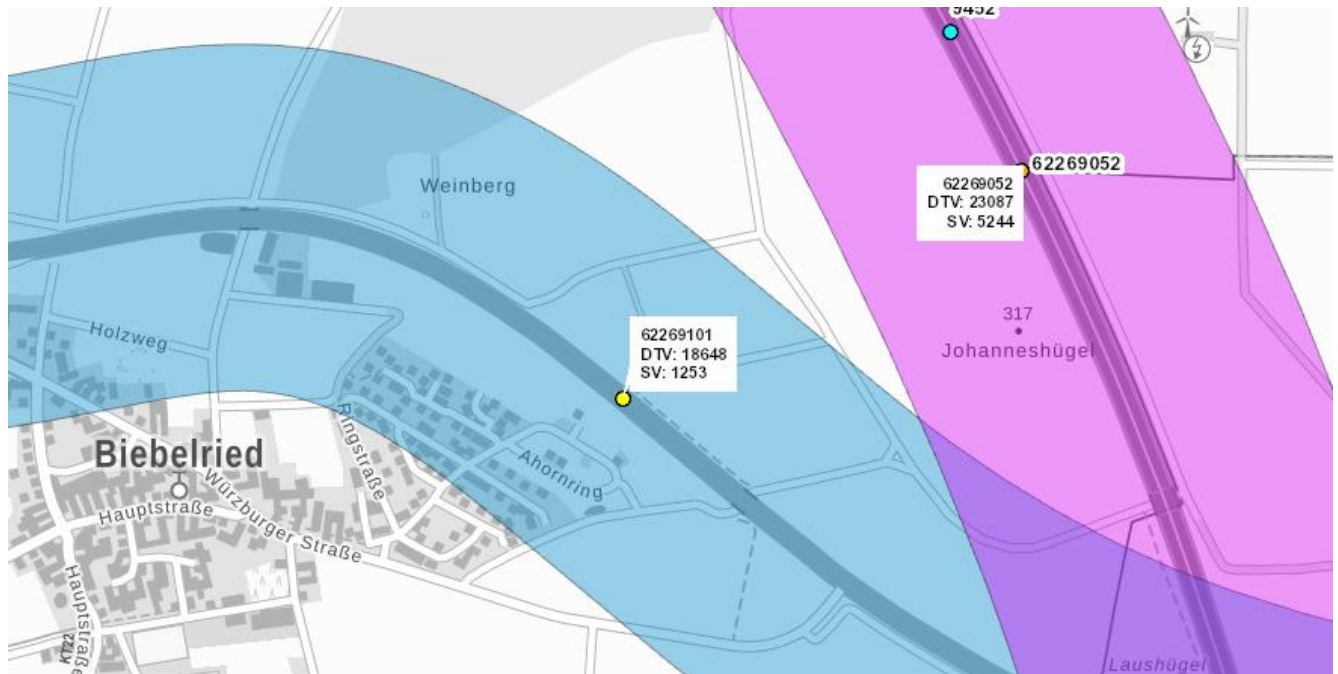 9452
62269052
62269052
DTV: 23087
SV: 5244
Weinberg
317
Johanneshügel
62269101
DTV: 18648
SV: 1253
Holzweg
Ringstraße
Ahornring
Biebelried
Würzburger Straße
Hauptstraße
Hauptstraße
KT22
Laushügel